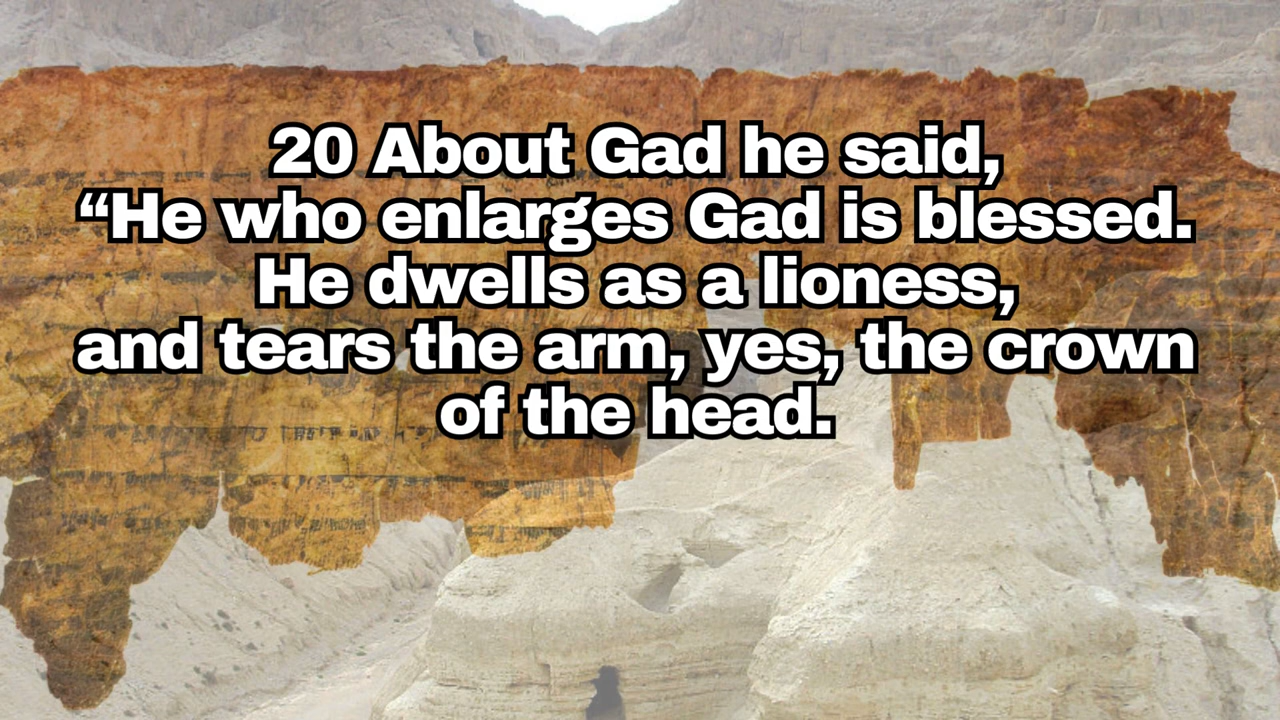 20 About Gad he said,
“He who enlarges Gad is blessed.
He dwells as a lioness,
and tears the arm, yes, the crown
of the head.